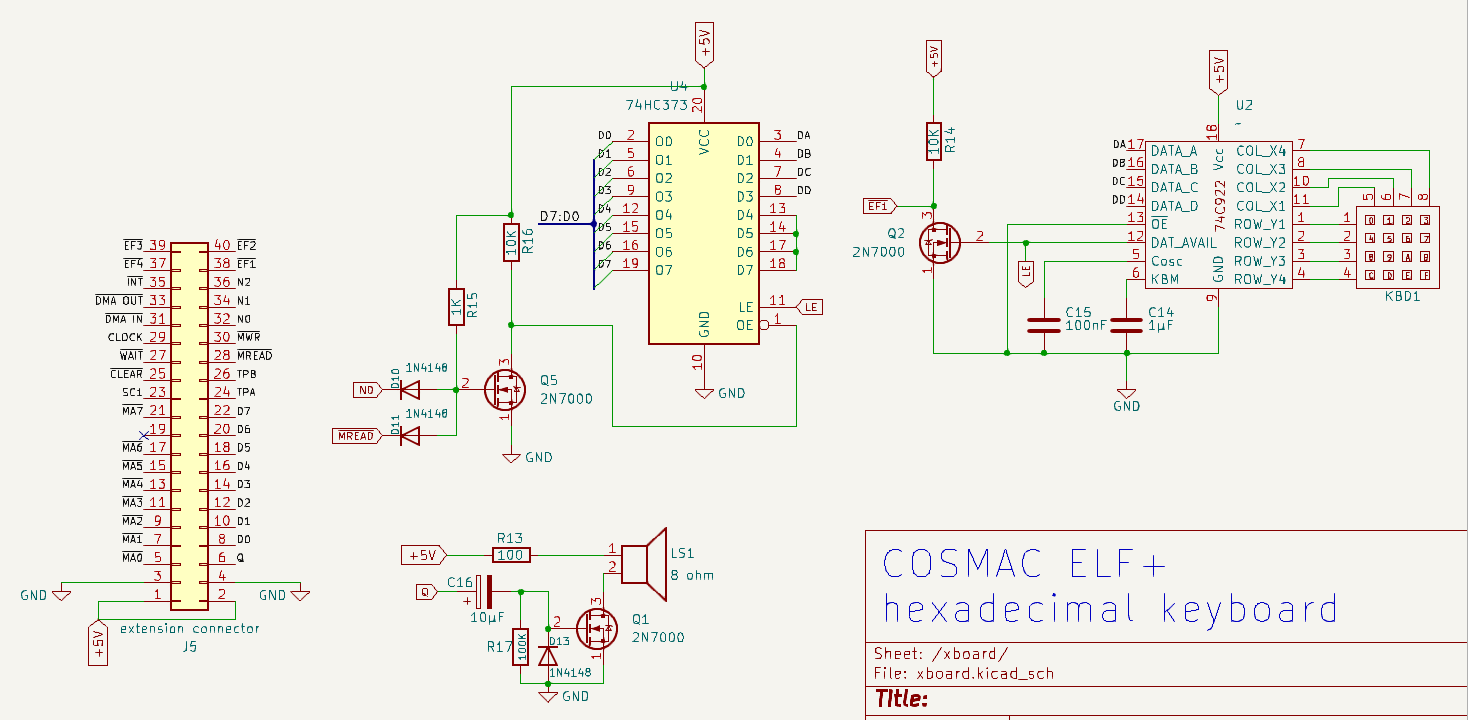 +5V
U4
74HC373
20
VCC
D0 2 O0 D0 3 DA
D1 5 O1 D1 4 DB
D2 6 O2 D2 7 DC
D3 9 O3 D3 8 DD
D4 12 O4 D4 13
D5 15 O5 D5 14
D6 16 O6 D6 17
D7 19 O7 D7 18
D7:D0
LE 11 LE
OE 1
GND
10
GND
10K R16
1K R15
N0 D10 1N4148
MREAD D11 1N4148
2 3 1
Q5
2N7000
GND
+5V
10K R14
EF1
3
Q2
2N7000
2
1
LE
+5V
U2
~
16
Vcc
74C922
DA 17 DATA_A COL_X4 7
DB 16 DATA_B COL_X3 8
DC 15 DATA_C COL_X2 10
DD 14 DATA_D COL_X1 11
13 OE ROW_Y1 1 1
12 DAT_AVAIL ROW_Y2 2 2
5 Cosc ROW_Y3 3 3
6 KBM ROW_Y4 4 4
GND
9
5 6 7 8
0 1 2 3
4 5 6 7
8 9 A B
C D E F
KBD1
C15
100nF
C14
1µF
GND
EF3 39 40 EF2
EF4 37 38 EF1
INT 35 36 N2
DMA OUT 33 34 N1
DMA IN 31 32 N0
CLOCK 29 30 MWR
WAIT 27 28 MREAD
CLEAR 25 26 TPB
SC1 23 24 TPA
MA7 21 22 D7
19 20 D6
MA6 17 18 D5
MA5 15 16 D4
MA4 13 14 D3
MA3 11 12 D2
MA2 9 10 D1
MA1 7 8 D0
MA0 5 6 Q
GND 3 4 GND
1 2
+5V
extension connector
J5
+5V
R13
100
1
2
LS1
8 ohm
Q
C16
+
10µF
R17 100K
2 3 1
Q1
2N7000
D13
1N4148
GND
COSMAC ELF+
hexadecimal keyboard
Sheet: /xboard/
File: xboard.kicad_sch
Title: